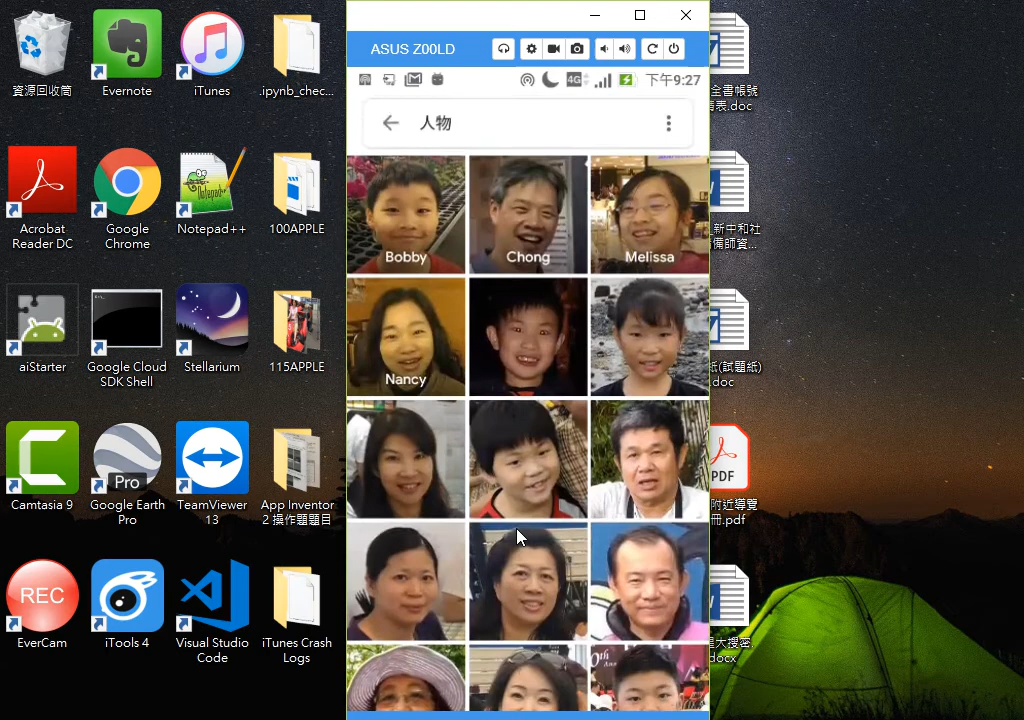 ASUS Z00LD
4G
下午9:27
人物
Bobby
Chong
Melissa
Nancy
資源回收筒
Evernote
iTunes
.ipynb_chec...
Acrobat
Reader DC
Google
Chrome
Notepad++
100APPLE
aiStarter
Google Cloud
SDK Shell
Stellarium
115APPLE
Camtasia 9
Pro
Google Earth
Pro
TeamViewer
13
App Inventor
2 操作題題目
REC
EverCam
iTools 4
Visual Studio
Code
iTunes Crash
Logs
全書帳號
表.doc
新中和社
備師資...
紙(試題紙)
.doc
PDF
附近導覽
冊.pdf
大搜密.
docx